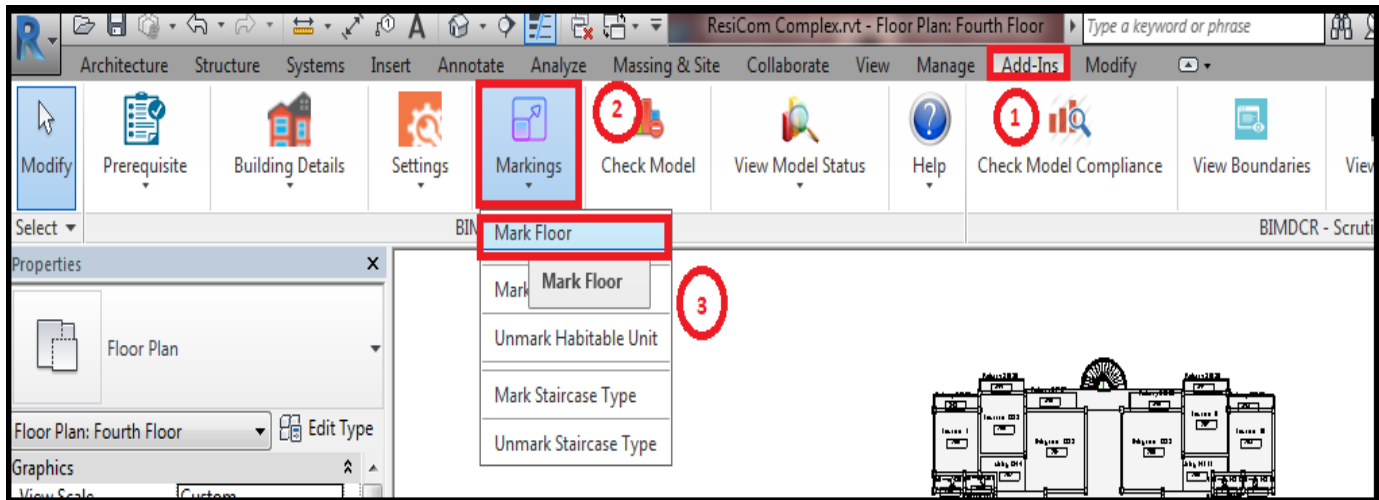 R
A
ResiCom Complex.rvt - Floor Plan: Fourth Floor
Type a keyword or phrase
Architecture Structure Systems Insert Annotate Analyze Massing & Site Collaborate View Manage Add-Ins Modify
2
1
Modify Prerequisite Building Details Settings Markings Check Model View Model Status Help Check Model Compliance View Boundaries View
Select
BIMDCR - Scruti
Mark Floor
Properties X
Mark Floor
3
Floor Plan
Unmark Habitable Unit
Mark Staircase Type
Floor Plan: Fourth Floor Edit Type
Unmark Staircase Type
Graphics
View Scale Custom